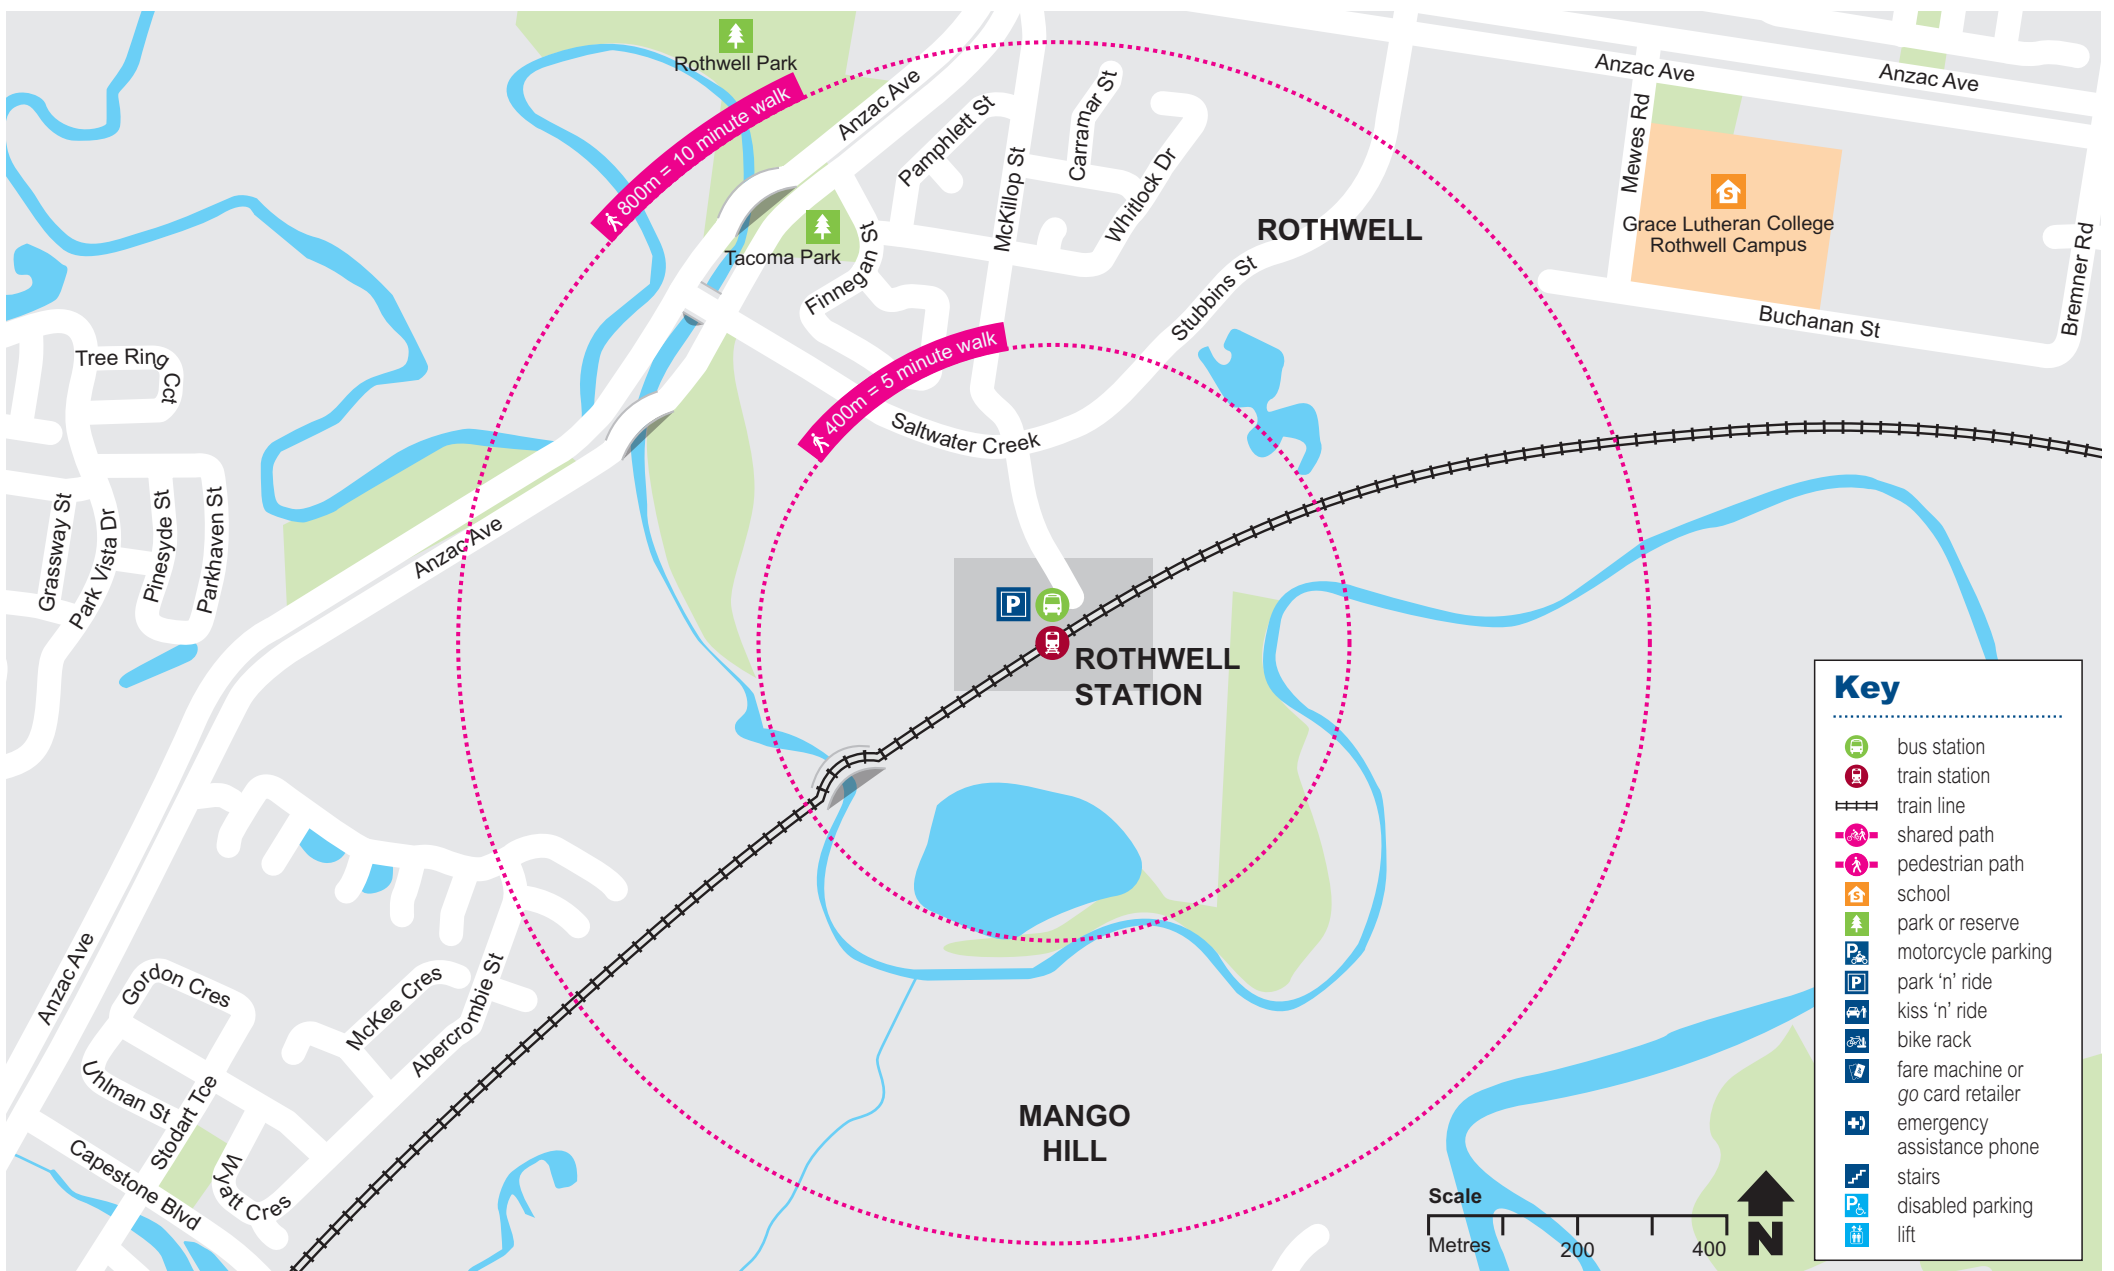 Rothwell Park
800m = 10 minute walk
Anzac Ave
Anzac Ave
Anzac Ave
Pamphlett St
Carramar St
McKillop St
Whitlock Dr
Mewes Rd
S
Grace Lutheran College
Rothwell Campus
ROTHWELL
Tacoma Park
Finnegan St
Stubbins St
Bremner Rd
Buchanan St
400m = 5 minute walk
Saltwater Creek
Tree Ring Cct
Grassway St
Park Vista Dr
Pinesyde St
Parkhaven St
Anzac Ave
P
ROTHWELL
STATION
Anzac Ave
Gordon Cres
McKee Cres
Abercrombie St
Uhlman St
Stodart Tce
Capestone Blvd
Wyatt Cres
MANGO
HILL
Scale
Metres
200
400
N
Key
bus station
train station
train line
shared path
pedestrian path
S school
park or reserve
P motorcycle parking
P park ‘n’ ride
kiss ‘n’ ride
bike rack
fare machine or
go card retailer
emergency
assistance phone
stairs
P disabled parking
lift